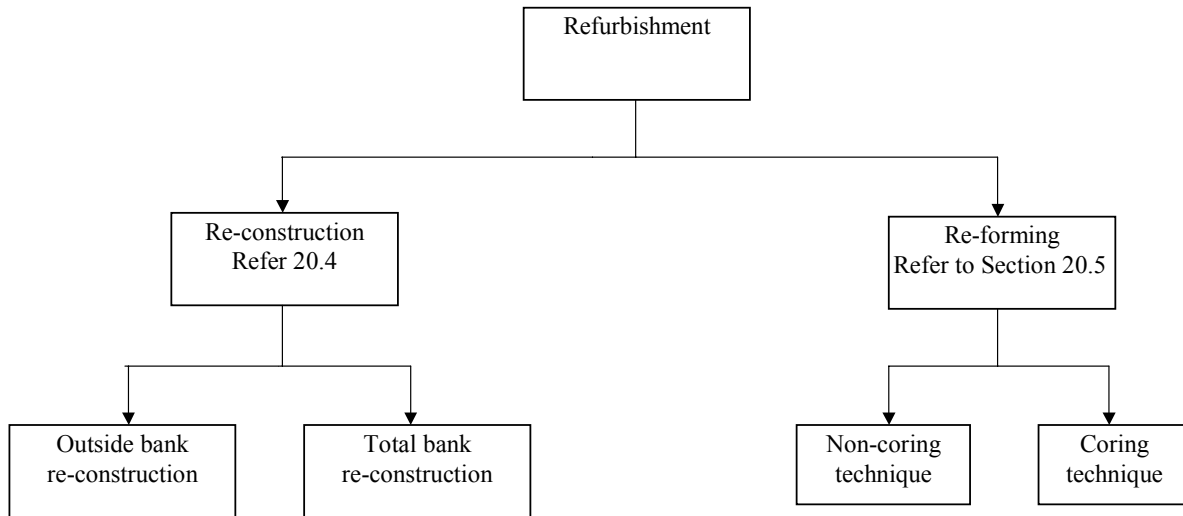 Refurbishment
Re-construction
Refer 20.4
Re-forming
Refer to Section 20.5
Outside bank
re-construction
Total bank
re-construction
Non-coring
technique
Coring
technique